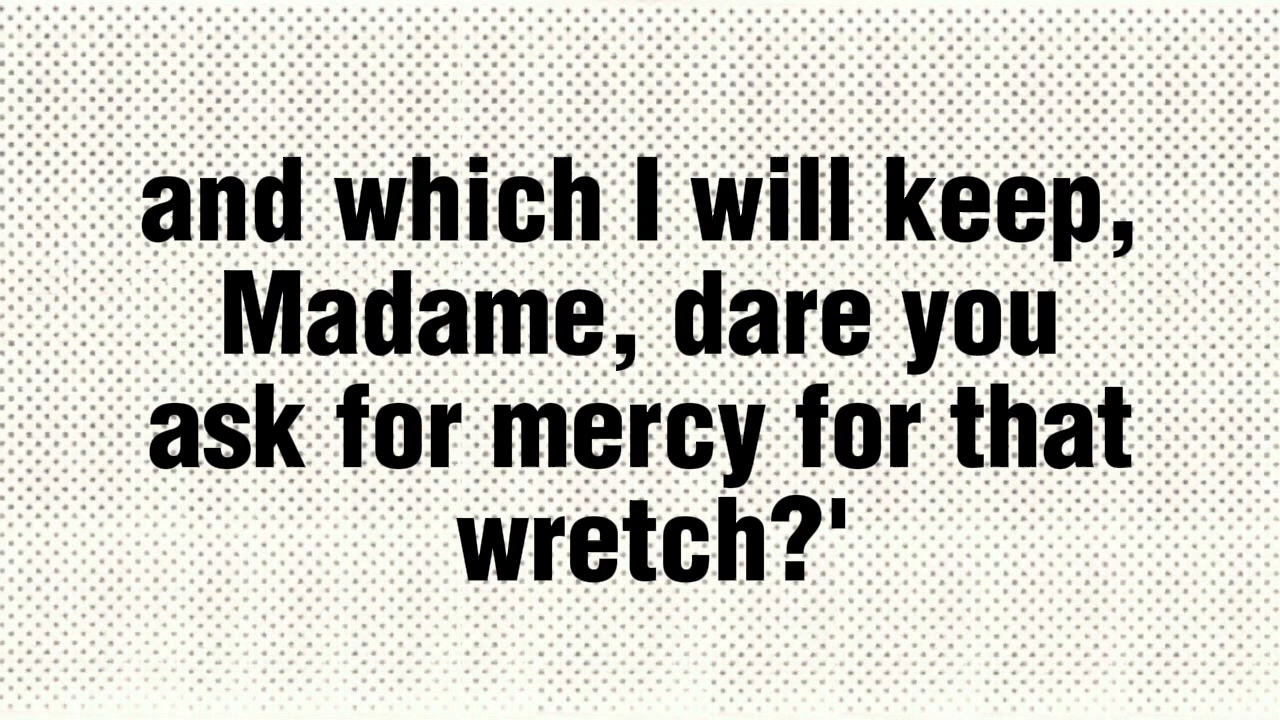 and which I will keep,
Madame, dare you
ask for mercy for that
wretch?'